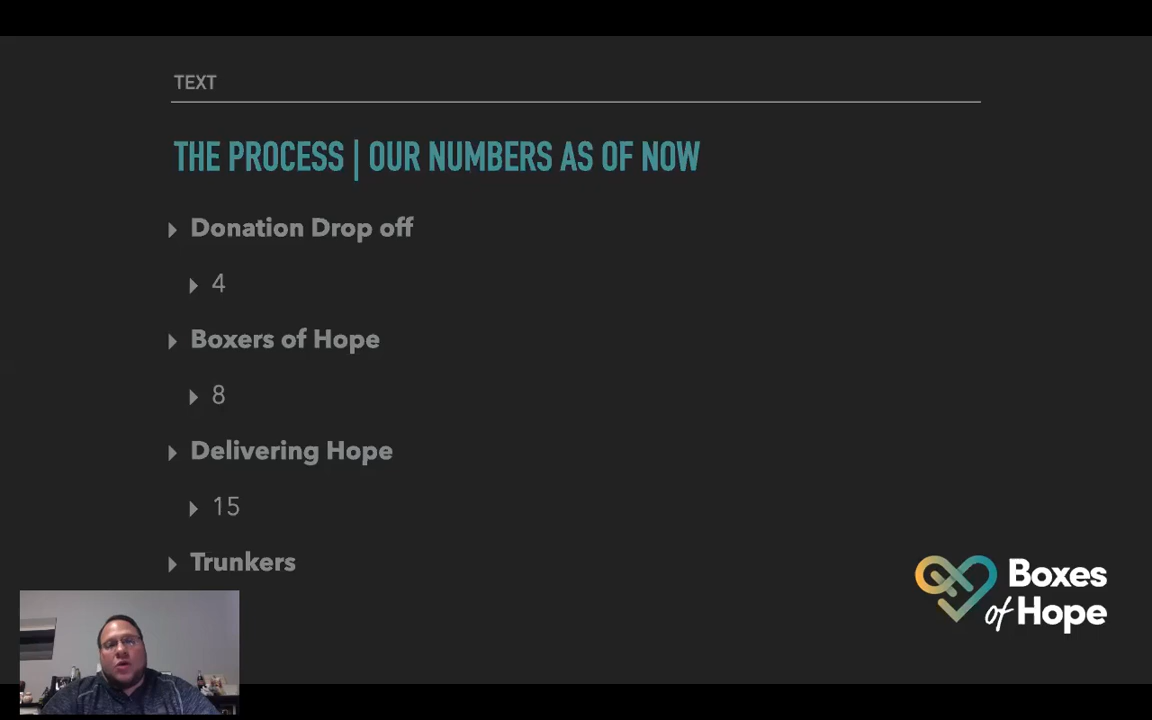 TEXT
THE PROCESS | OUR NUMBERS AS OF NOW
Donation Drop off
4
Boxers of Hope
8
Delivering Hope
15
Trunkers
Boxes
of Hope